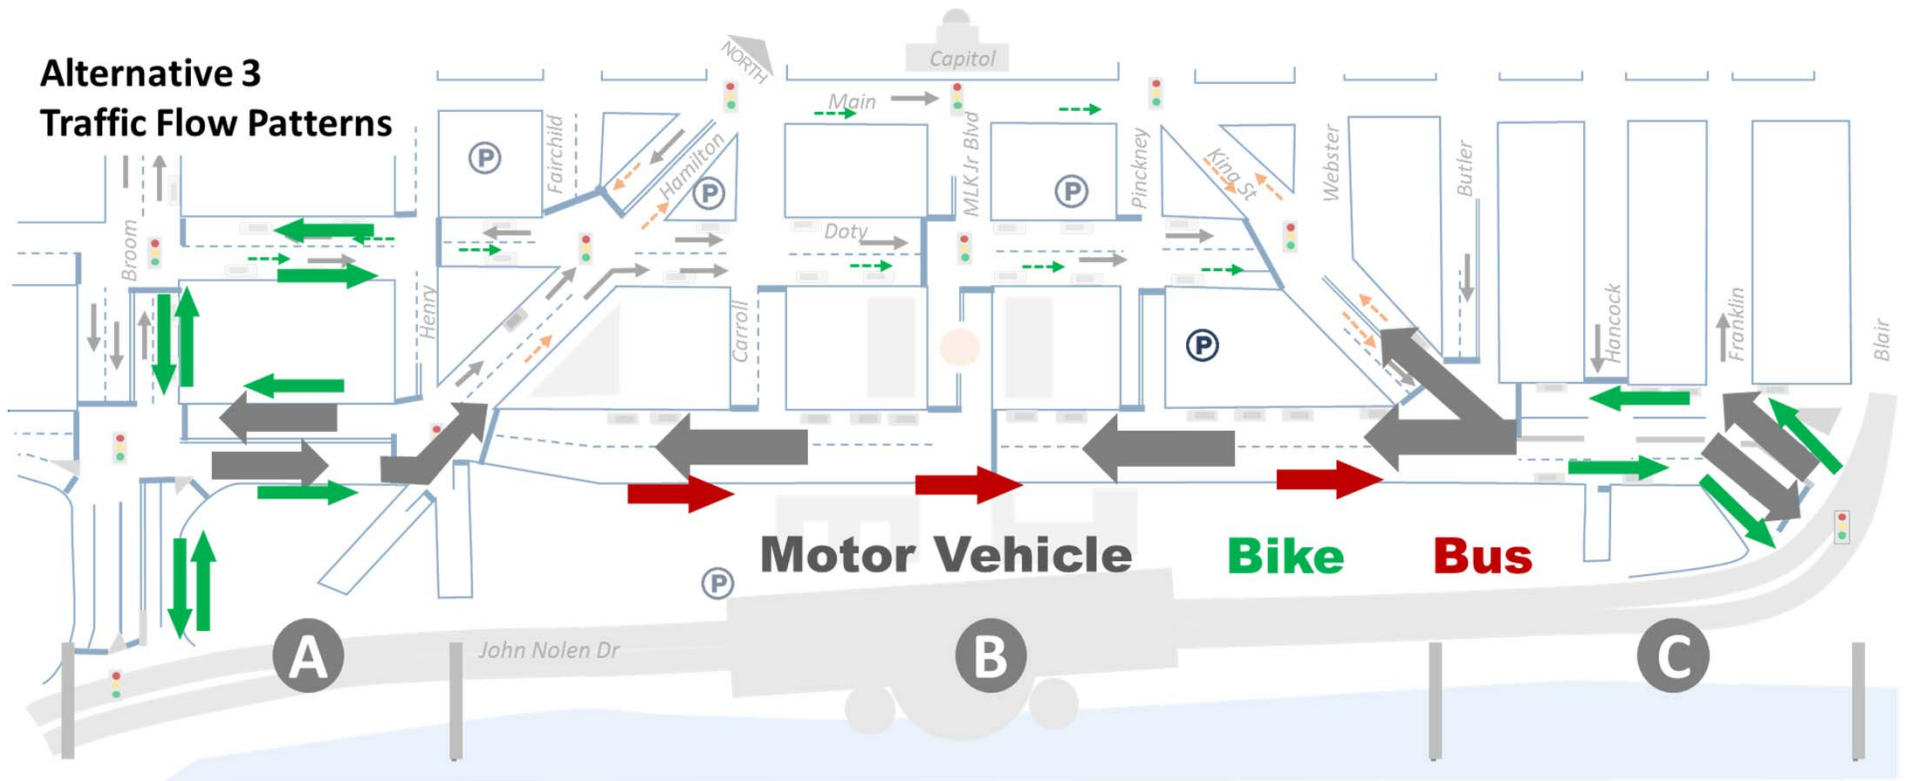 Alternative 3
Traffic Flow Patterns
NORTH
Capitol
Main
Broom
Henry
Fairchild
Hamilton
P
P
Doty
Carroll
MLK Jr Blvd
P
Pinckney
King St
P
Webster
Butler
Hancock
Franklin
Blair
Motor Vehicle
Bike
Bus
P
John Nolen Dr
A
B
C